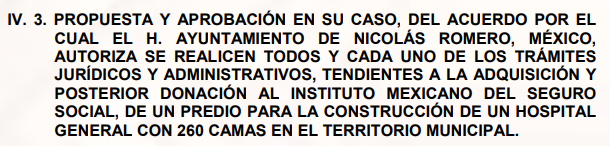 IV. 3. PROPUESTA Y APROBACIÓN EN SU CASO, DEL ACUERDO POR EL
CUAL EL H. AYUNTAMIENTO DE NICOLÁS ROMERO, MÉXICO,
AUTORIZA SE REALICEN TODOS Y CADA UNO DE LOS TRÁMITES
JURÍDICOS Y ADMINISTRATIVOS, TENDIENTES A LA ADQUISICIÓN Y
POSTERIOR DONACIÓN AL INSTITUTO MEXICANO DEL SEGURO
SOCIAL, DE UN PREDIO PARA LA CONSTRUCCIÓN DE UN HOSPITAL
GENERAL CON 260 CAMAS EN EL TERRITORIO MUNICIPAL.